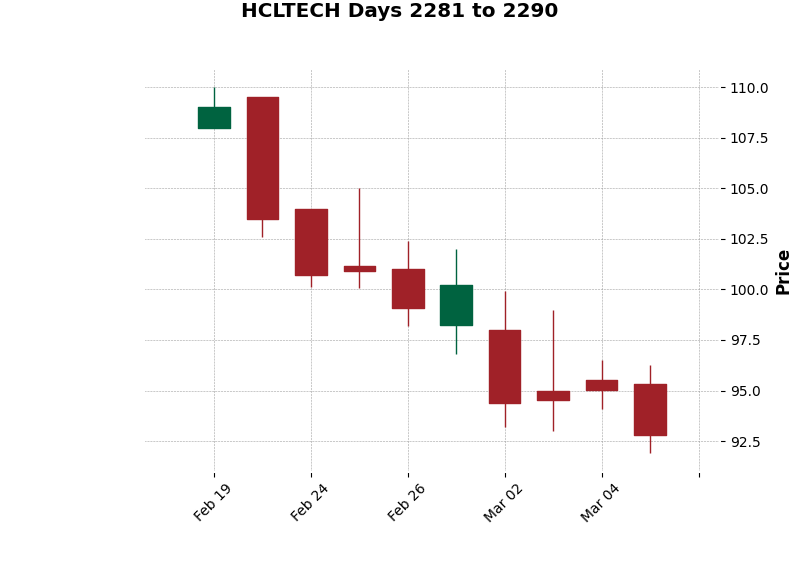 HCLTECH Days 2281 to 2290
110.0
107.5
105.0
102.5
100.0
97.5
95.0
92.5
Price
Feb 19
Feb 24
Feb 26
Mar 02
Mar 04